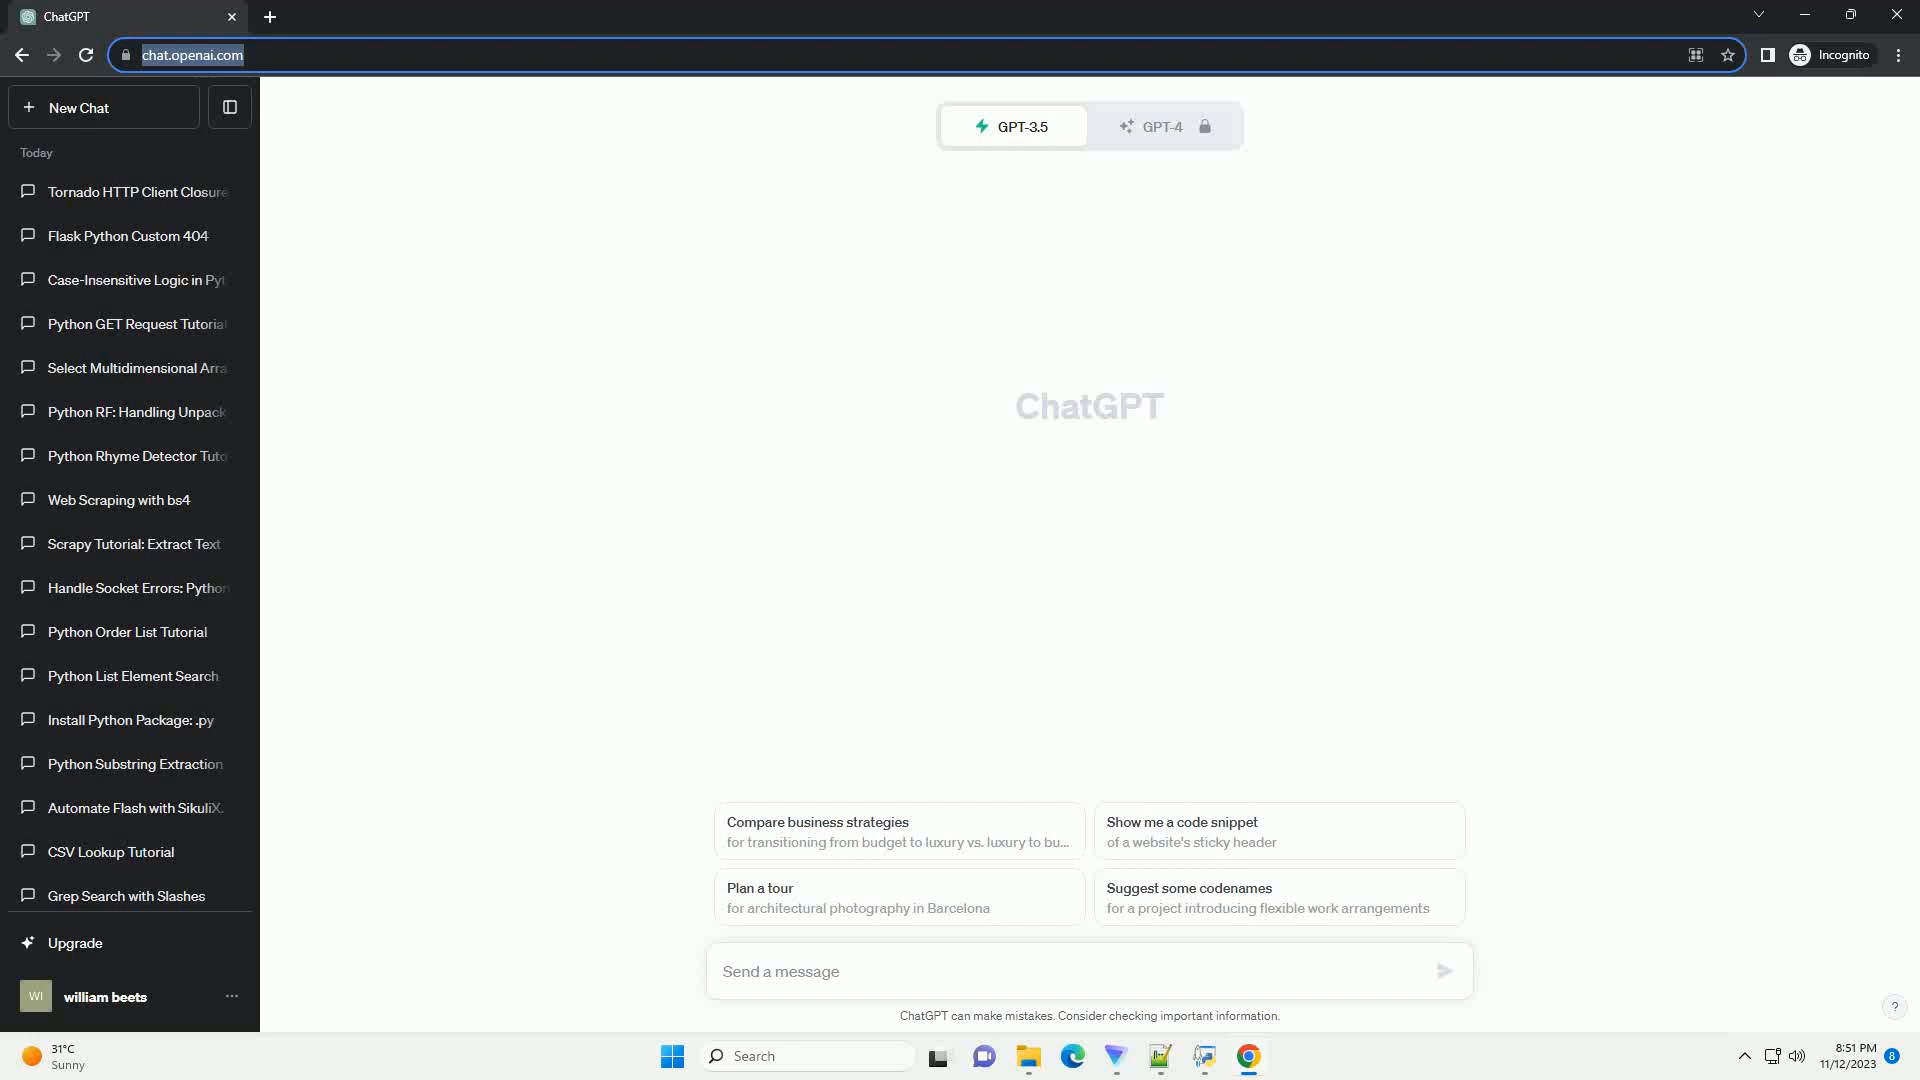 ChatGPT
chat.openai.com
Incognito
New Chat
Today
Tornado HTTP Client Closure
Flask Python Custom 404
Case-Insensitive Logic in Pyt
Python GET Request Tutorial
Select Multidimensional Arra
Python RF: Handling Unpack
Python Rhyme Detector Tuto
Web Scraping with bs4
Scrapy Tutorial: Extract Text
Handle Socket Errors: Python
Python Order List Tutorial
Python List Element Search
Install Python Package: .py
Python Substring Extraction
Automate Flash with SikuliX.
CSV Lookup Tutorial
Grep Search with Slashes
Upgrade
WI william beets
GPT-3.5 GPT-4
ChatGPT
Compare business strategies
for transitioning from budget to luxury vs. luxury to bu...
Show me a code snippet
of a website's sticky header
Plan a tour
for architectural photography in Barcelona
Suggest some codenames
for a project introducing flexible work arrangements
Send a message
ChatGPT can make mistakes. Consider checking important information.
?
31°C
Sunny
Search
8:51 PM
11/12/2023
8